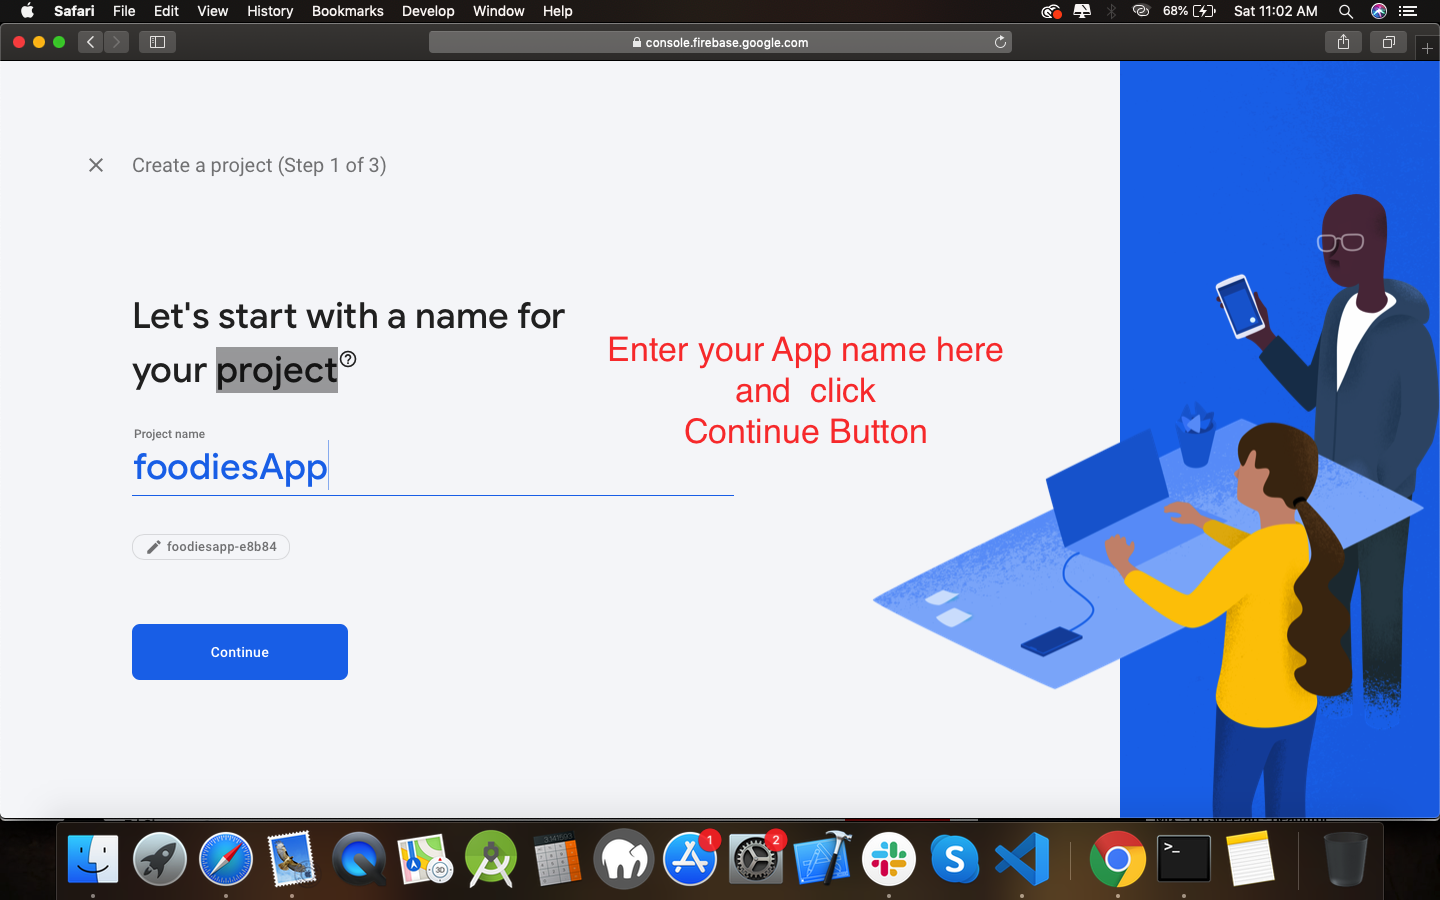 Safari File Edit View History Bookmarks Develop Window Help 68% Sat 11:02 AM
console.firebase.google.com
Create a project (Step 1 of 3)
Let's start with a name for
your project
Enter your App name here
and click
Continue Button
Project name
foodiesApp
foodiesapp-e8b84
Continue
1
2
3D
S
>_